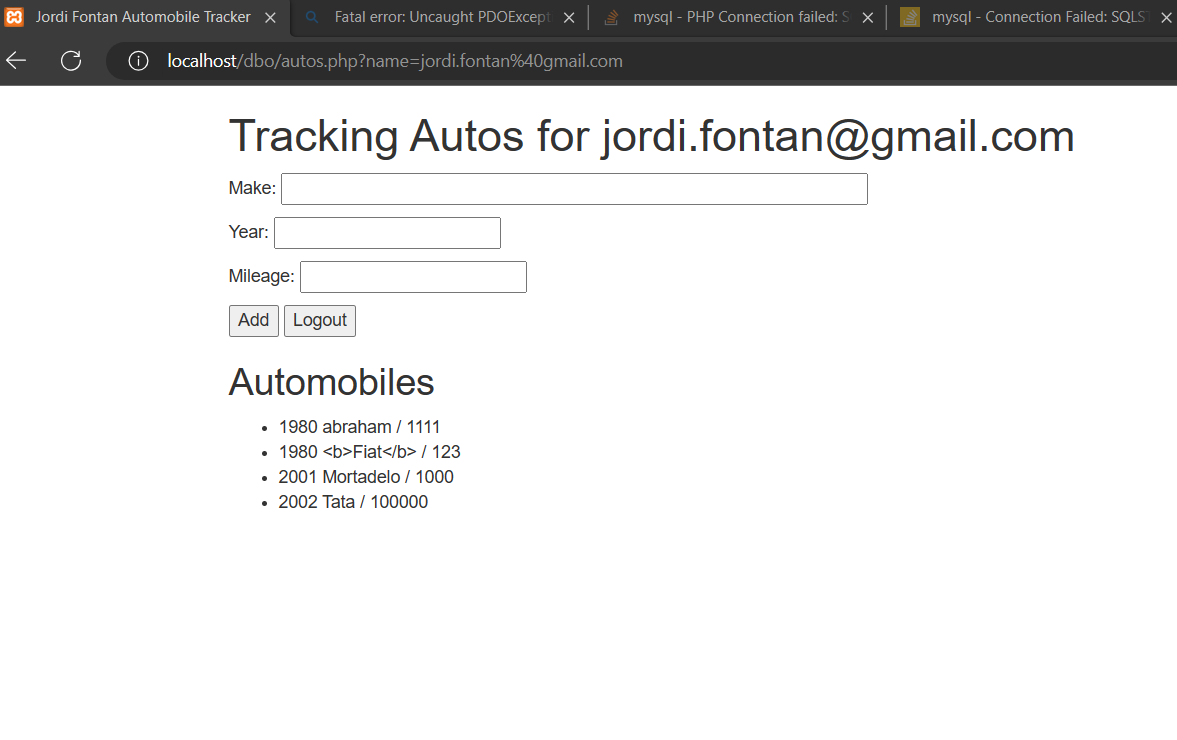 Jordi Fontan Automobile Tracker
Fatal error: Uncaught PDOExcept
mysql - PHP Connection failed: S
mysql - Connection Failed: SQLS
localhost/dbo/autos.php?name=jordi.fontan%40gmail.com
Tracking Autos for jordi.fontan@gmail.com
Make:
Year:
Mileage:
Add Logout
Automobiles
• 1980 abraham / 1111
• 1980 <b>Fiat</b> / 123
• 2001 Mortadelo / 1000
• 2002 Tata / 100000